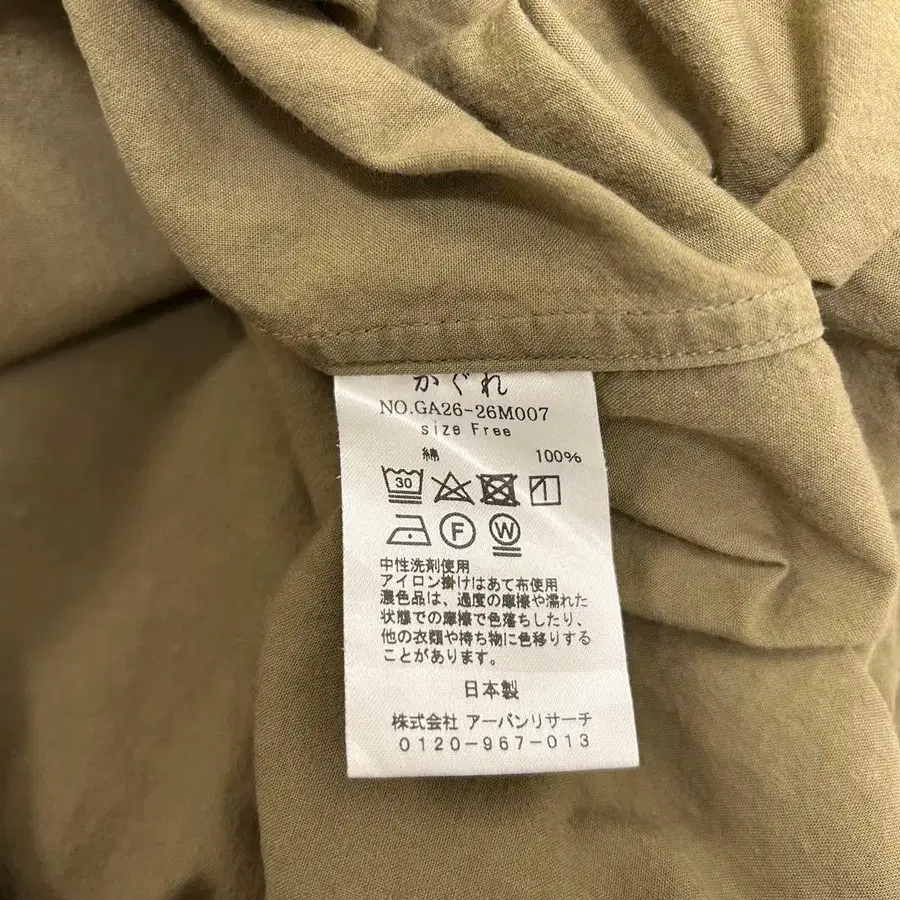 かぐれ
NO.GA26-26M007
size Free
綿 100%
30
F W
中性洗剤使用
アイロン掛けはあて布使用
濃色品は、過度の摩擦や濡れた
状態での摩擦で色落ちしたり、
他の衣類や持ち物に色移りする
ことがあります。
日本製
株式会社 アーバンリサーチ
0120-967-013